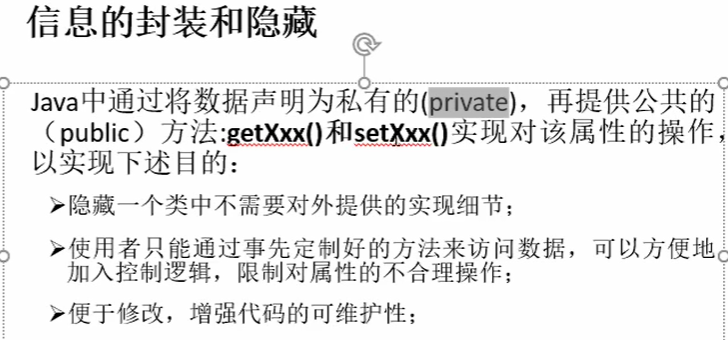 信息的封装和隐藏
Java中通过将数据声明为私有的(private)，再提供公共的
（public）方法:getXxx()和setXxx()实现对该属性的操作，
以实现下述目的：
➢隐藏一个类中不需要对外提供的实现细节；
➢使用者只能通过事先定制好的方法来访问数据，可以方便地
加入控制逻辑，限制对属性的不合理操作；
➢便于修改，增强代码的可维护性；